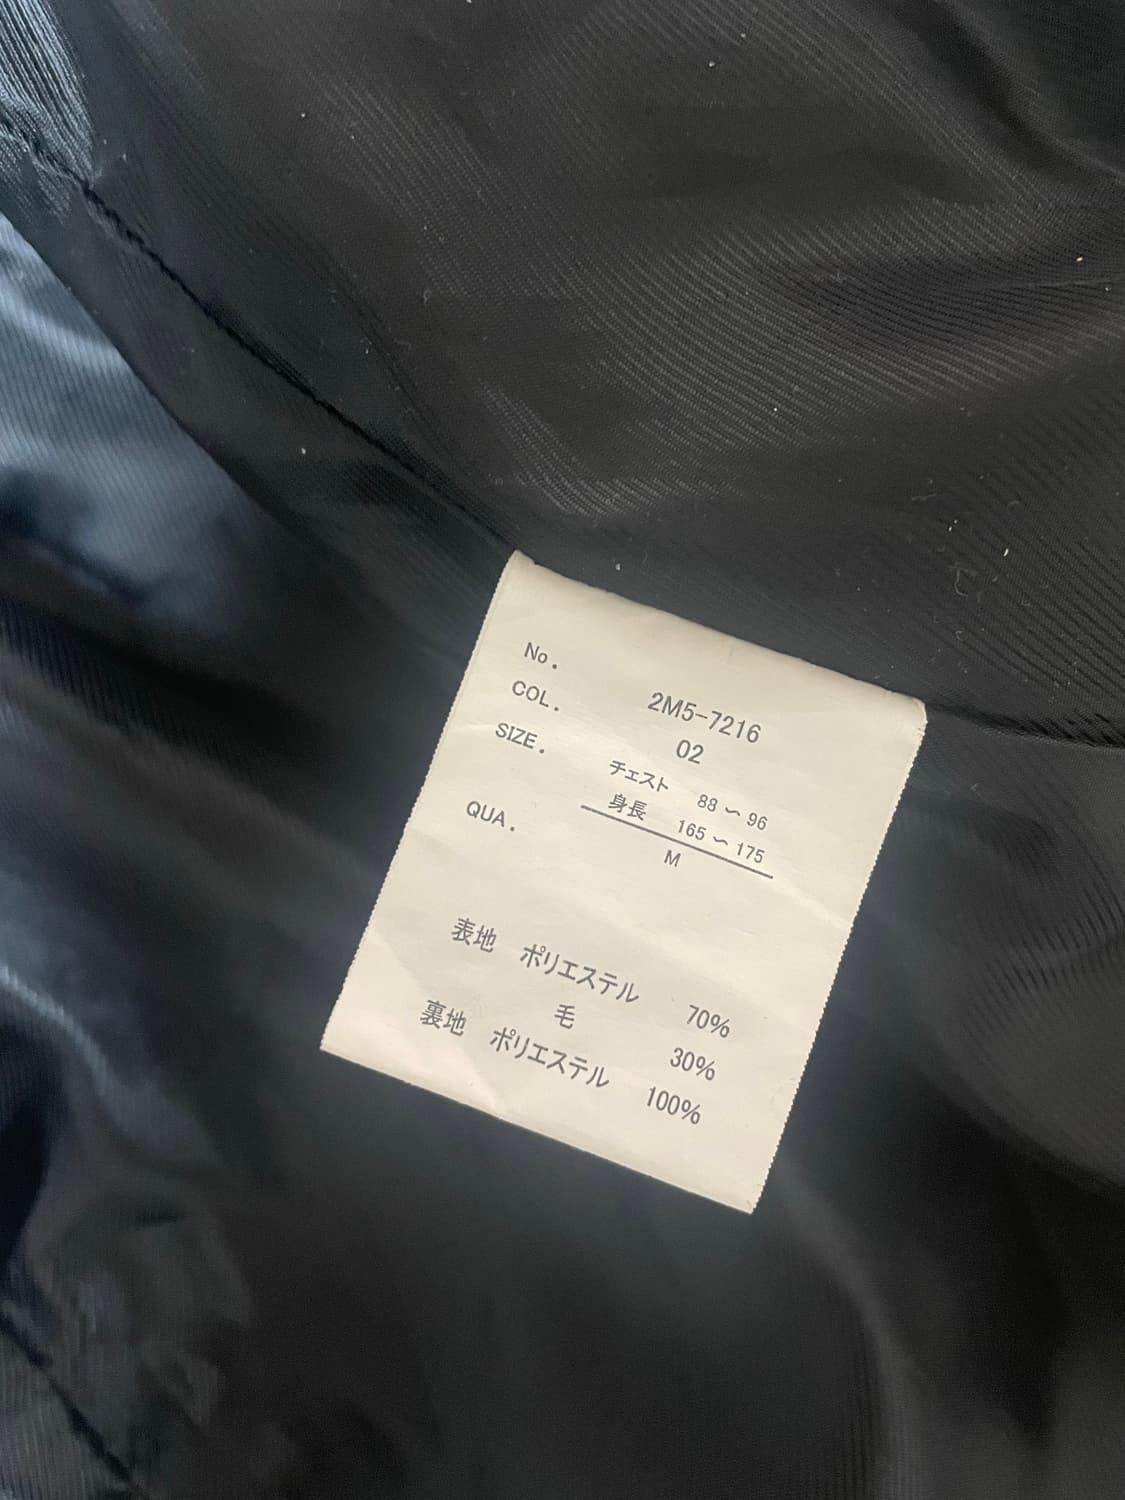 No. 2M5-7216
COL. 02
SIZE. チェスト 88 ~ 96
身長 165 ~ 175
M
QUA.
表地 ポリエステル 70%
毛 30%
裏地 ポリエステル 100%